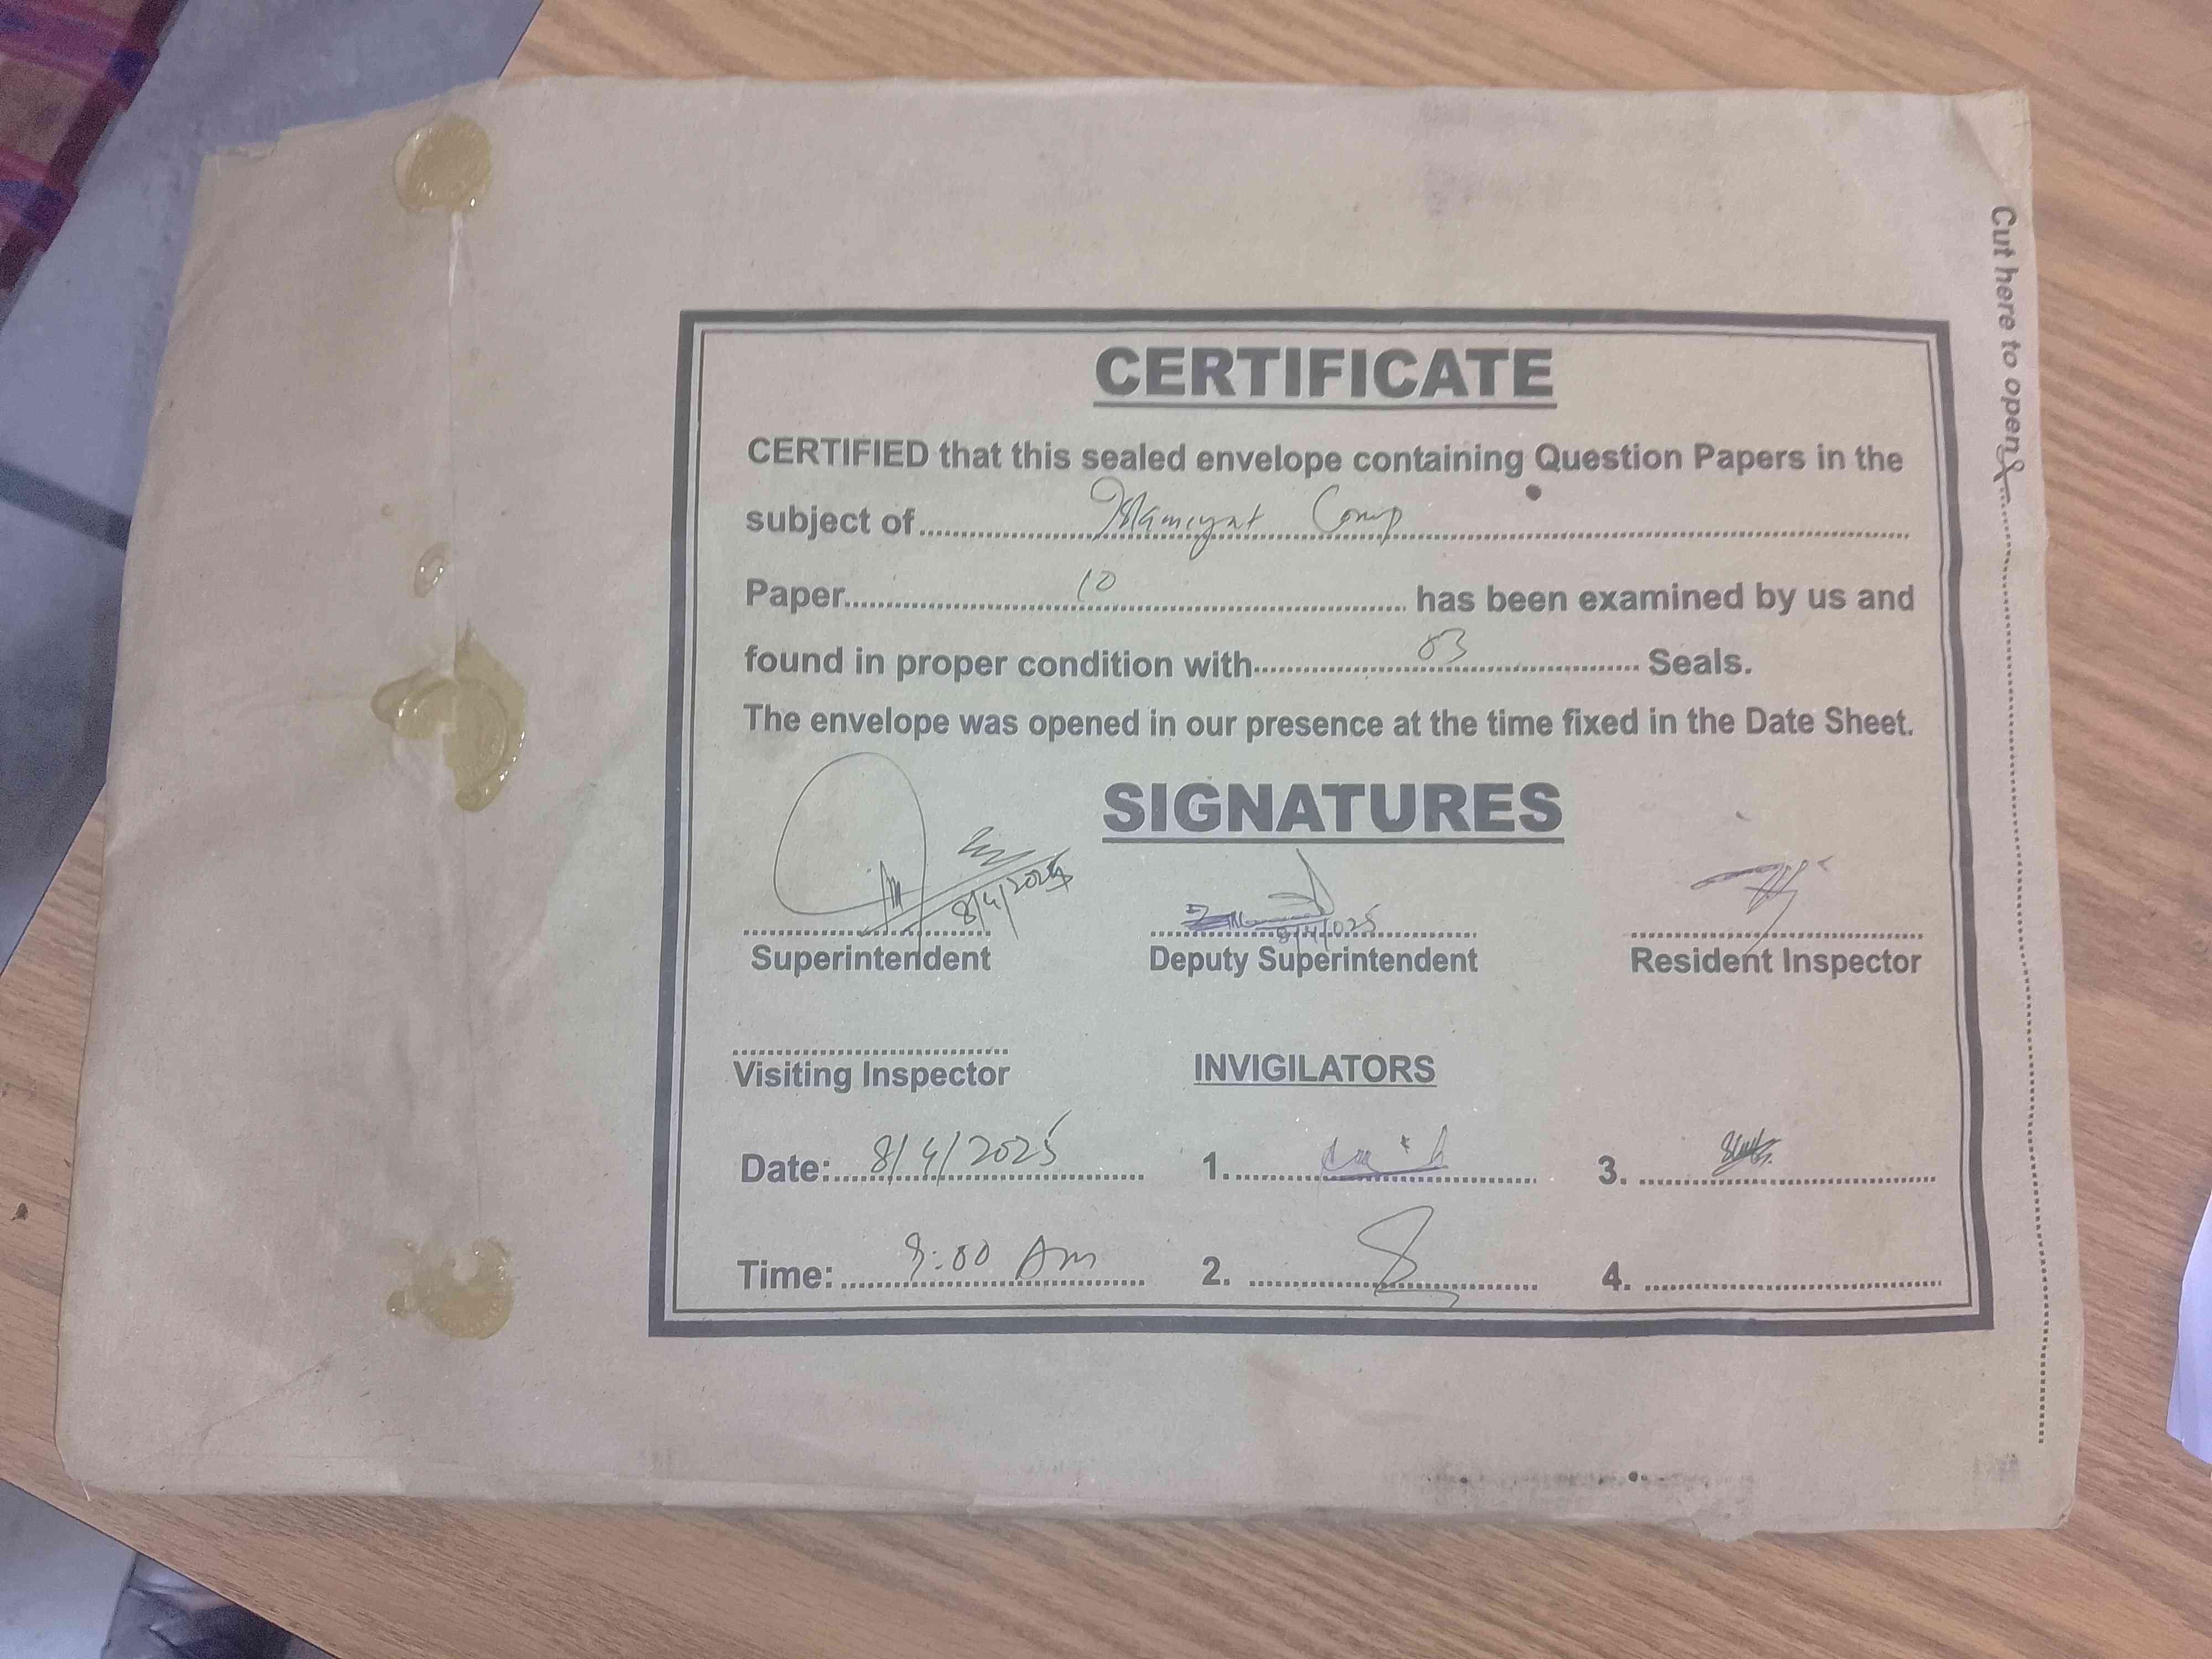 Cut here to open
CERTIFICATE
CERTIFIED that this sealed envelope containing Question Papers in the
subject of Islameyat Comp
Paper 10 has been examined by us and
found in proper condition with 03 Seals.
The envelope was opened in our presence at the time fixed in the Date Sheet.
SIGNATURES
8/4/2025 8/4/025
Superintendent Deputy Superintendent Resident Inspector
Visiting Inspector INVIGILATORS
Date: 8/4/2025 1. 3.
Time: 9:00 Am 2. 4.